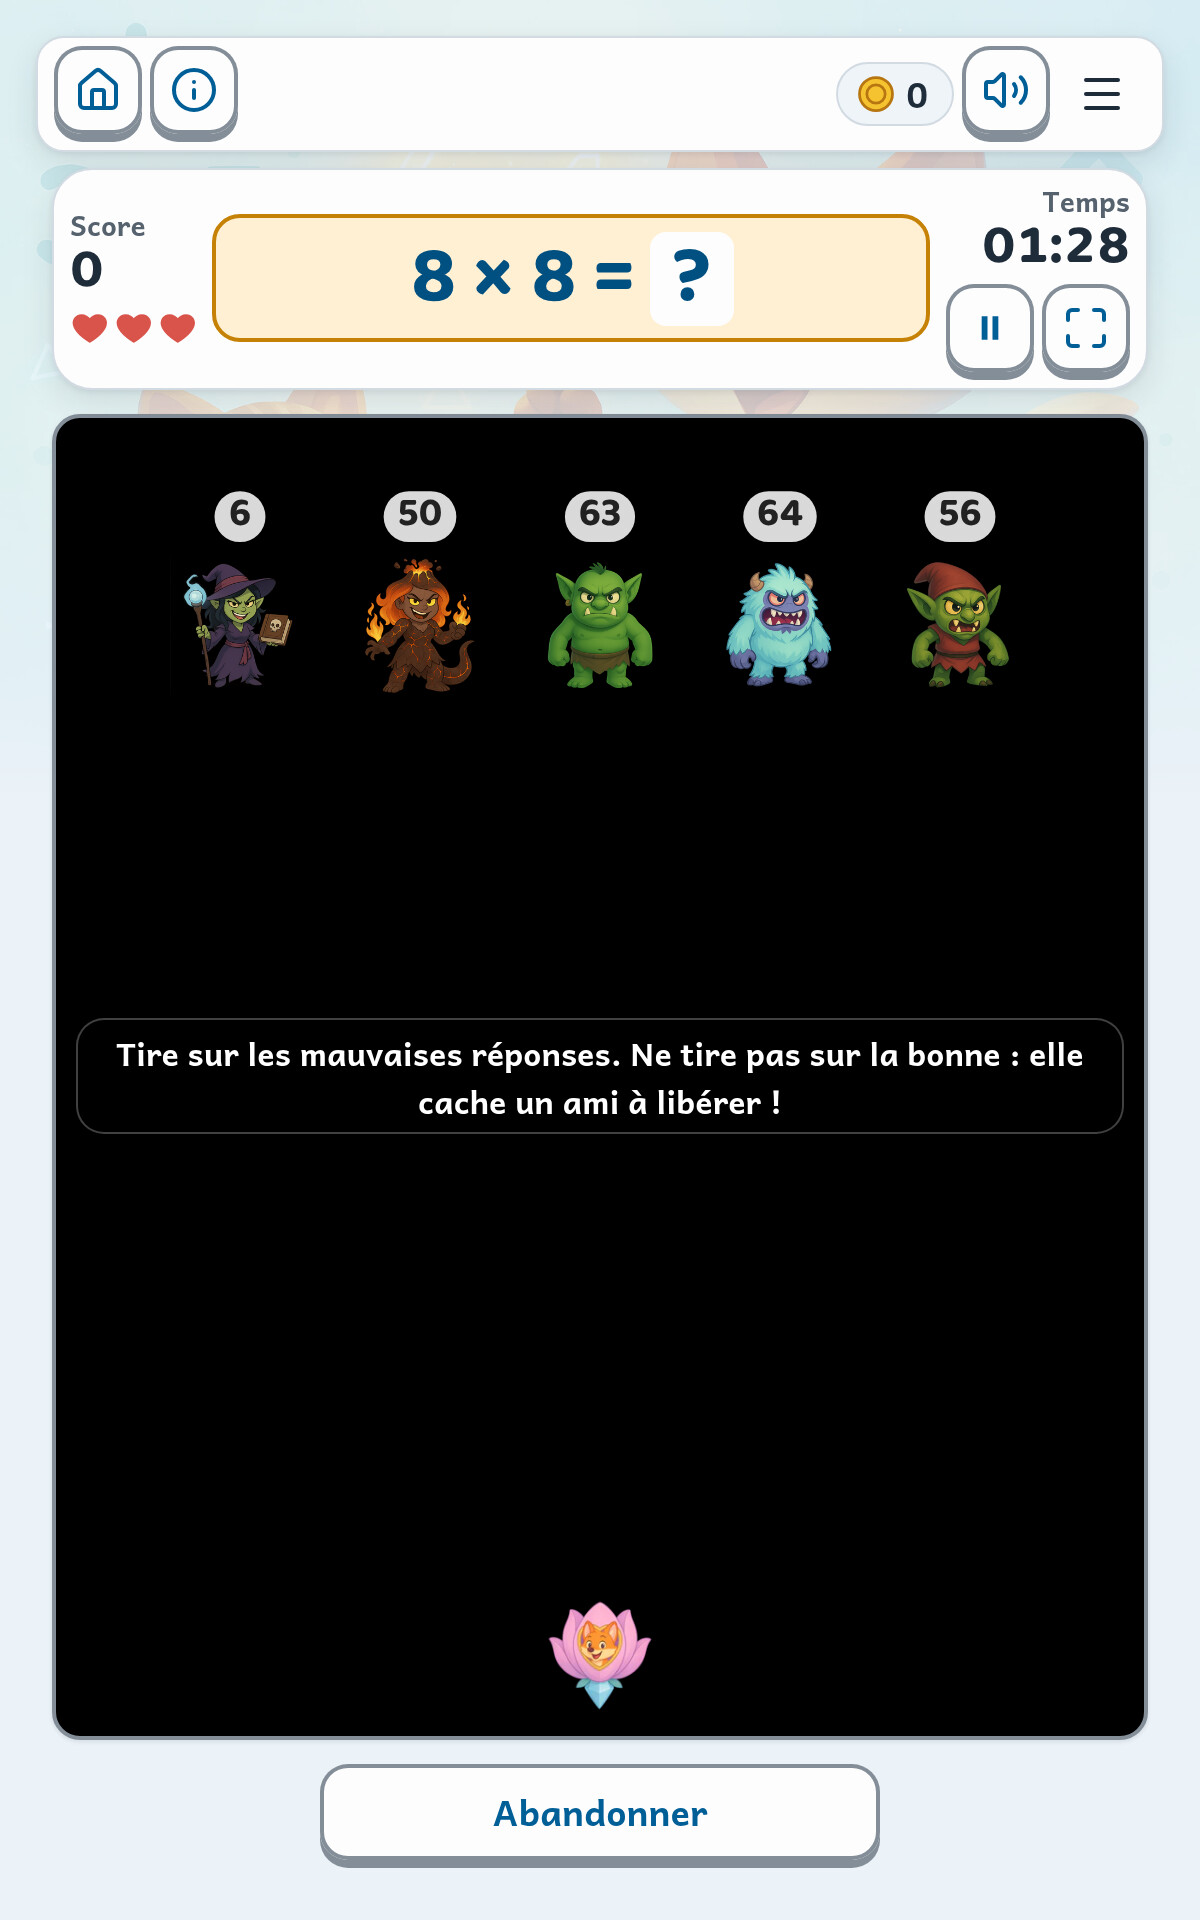 0
Score
0
8 × 8 = ?
Temps
01:28
6
50
63
64
56
Tire sur les mauvaises réponses. Ne tire pas sur la bonne : elle
cache un ami à libérer !
Abandonner